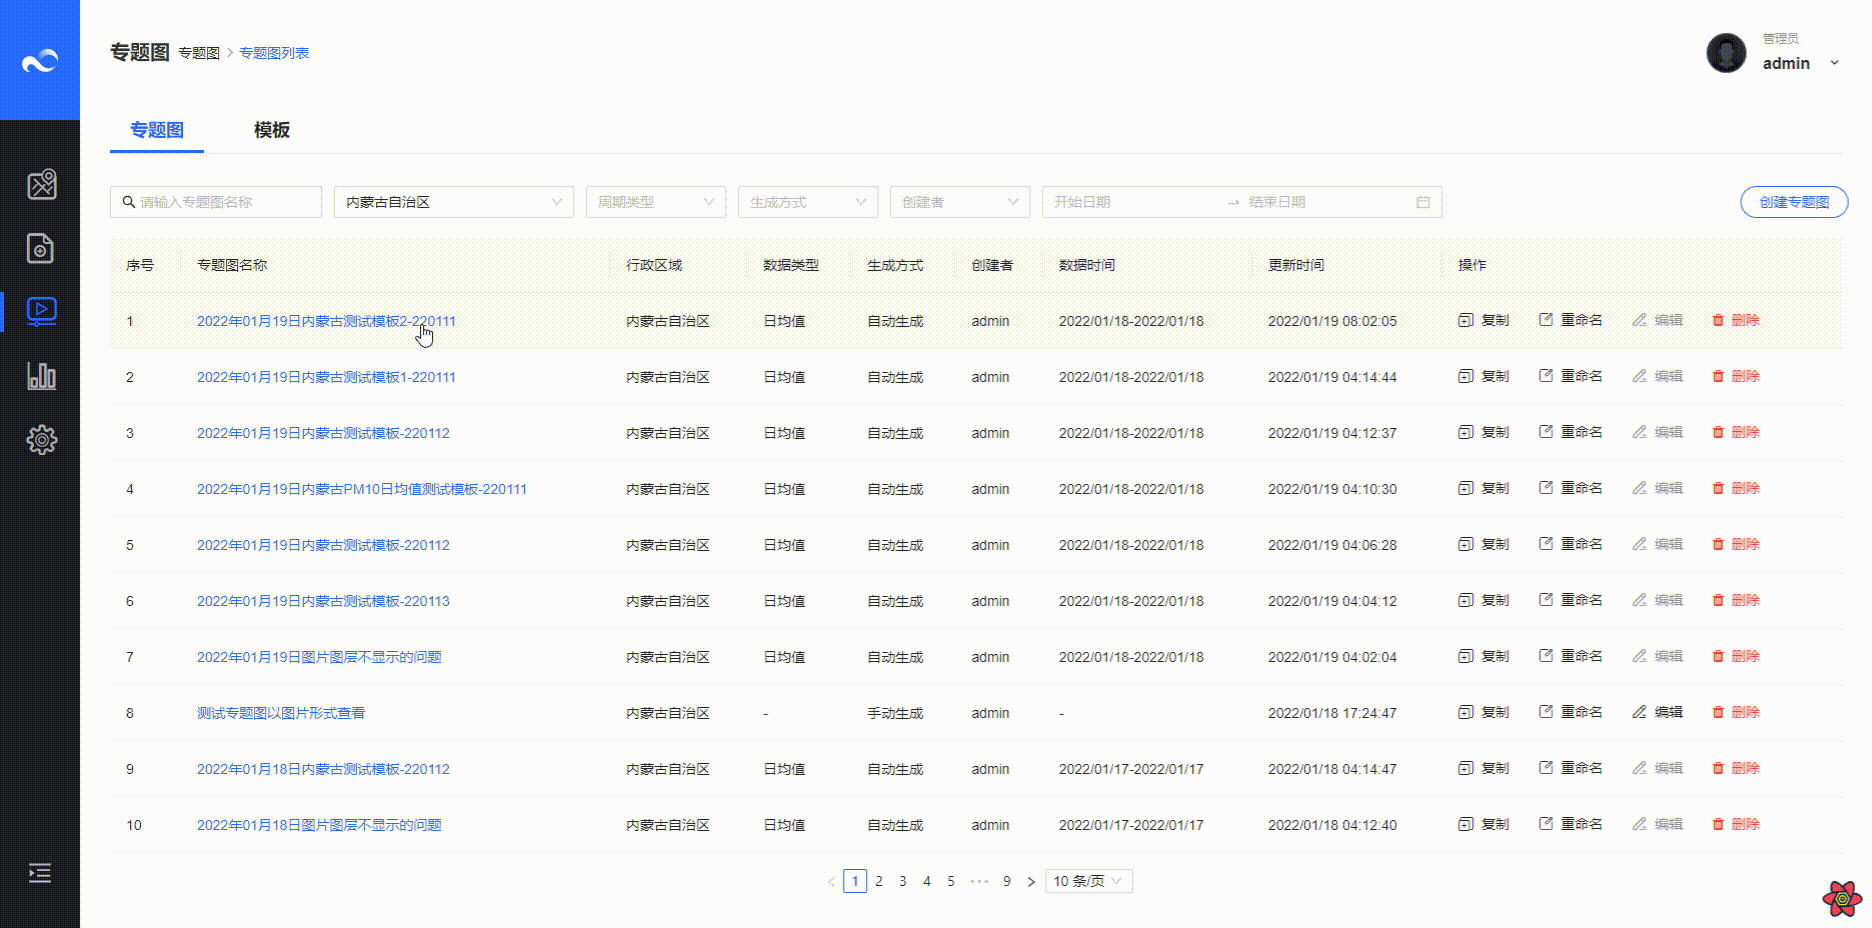 专题图 专题图 > 专题图列表
管理员
admin
专题图 模板
请输入专题图名称 内蒙古自治区 周期类型 生成方式 创建者 开始日期 → 结束日期 创建专题图
序号 专题图名称 行政区域 数据类型 生成方式 创建者 数据时间 更新时间 操作
1 2022年01月19日内蒙古测试模板2-220111 内蒙古自治区 日均值 自动生成 admin 2022/01/18-2022/01/18 2022/01/19 08:02:05 复制 重命名 编辑 删除
2 2022年01月19日内蒙古测试模板1-220111 内蒙古自治区 日均值 自动生成 admin 2022/01/18-2022/01/18 2022/01/19 04:14:44 复制 重命名 编辑 删除
3 2022年01月19日内蒙古测试模板-220112 内蒙古自治区 日均值 自动生成 admin 2022/01/18-2022/01/18 2022/01/19 04:12:37 复制 重命名 编辑 删除
4 2022年01月19日内蒙古PM10日均值测试模板-220111 内蒙古自治区 日均值 自动生成 admin 2022/01/18-2022/01/18 2022/01/19 04:10:30 复制 重命名 编辑 删除
5 2022年01月19日内蒙古测试模板-220112 内蒙古自治区 日均值 自动生成 admin 2022/01/18-2022/01/18 2022/01/19 04:06:28 复制 重命名 编辑 删除
6 2022年01月19日内蒙古测试模板-220113 内蒙古自治区 日均值 自动生成 admin 2022/01/18-2022/01/18 2022/01/19 04:04:12 复制 重命名 编辑 删除
7 2022年01月19日图片图层不显示的问题 内蒙古自治区 日均值 自动生成 admin 2022/01/18-2022/01/18 2022/01/19 04:02:04 复制 重命名 编辑 删除
8 测试专题图以图片形式查看 内蒙古自治区 - 手动生成 admin - 2022/01/18 17:24:47 复制 重命名 编辑 删除
9 2022年01月18日内蒙古测试模板-220112 内蒙古自治区 日均值 自动生成 admin 2022/01/17-2022/01/17 2022/01/18 04:14:47 复制 重命名 编辑 删除
10 2022年01月18日图片图层不显示的问题 内蒙古自治区 日均值 自动生成 admin 2022/01/17-2022/01/17 2022/01/18 04:12:40 复制 重命名 编辑 删除
< 1 2 3 4 5 ••• 9 > 10 条/页